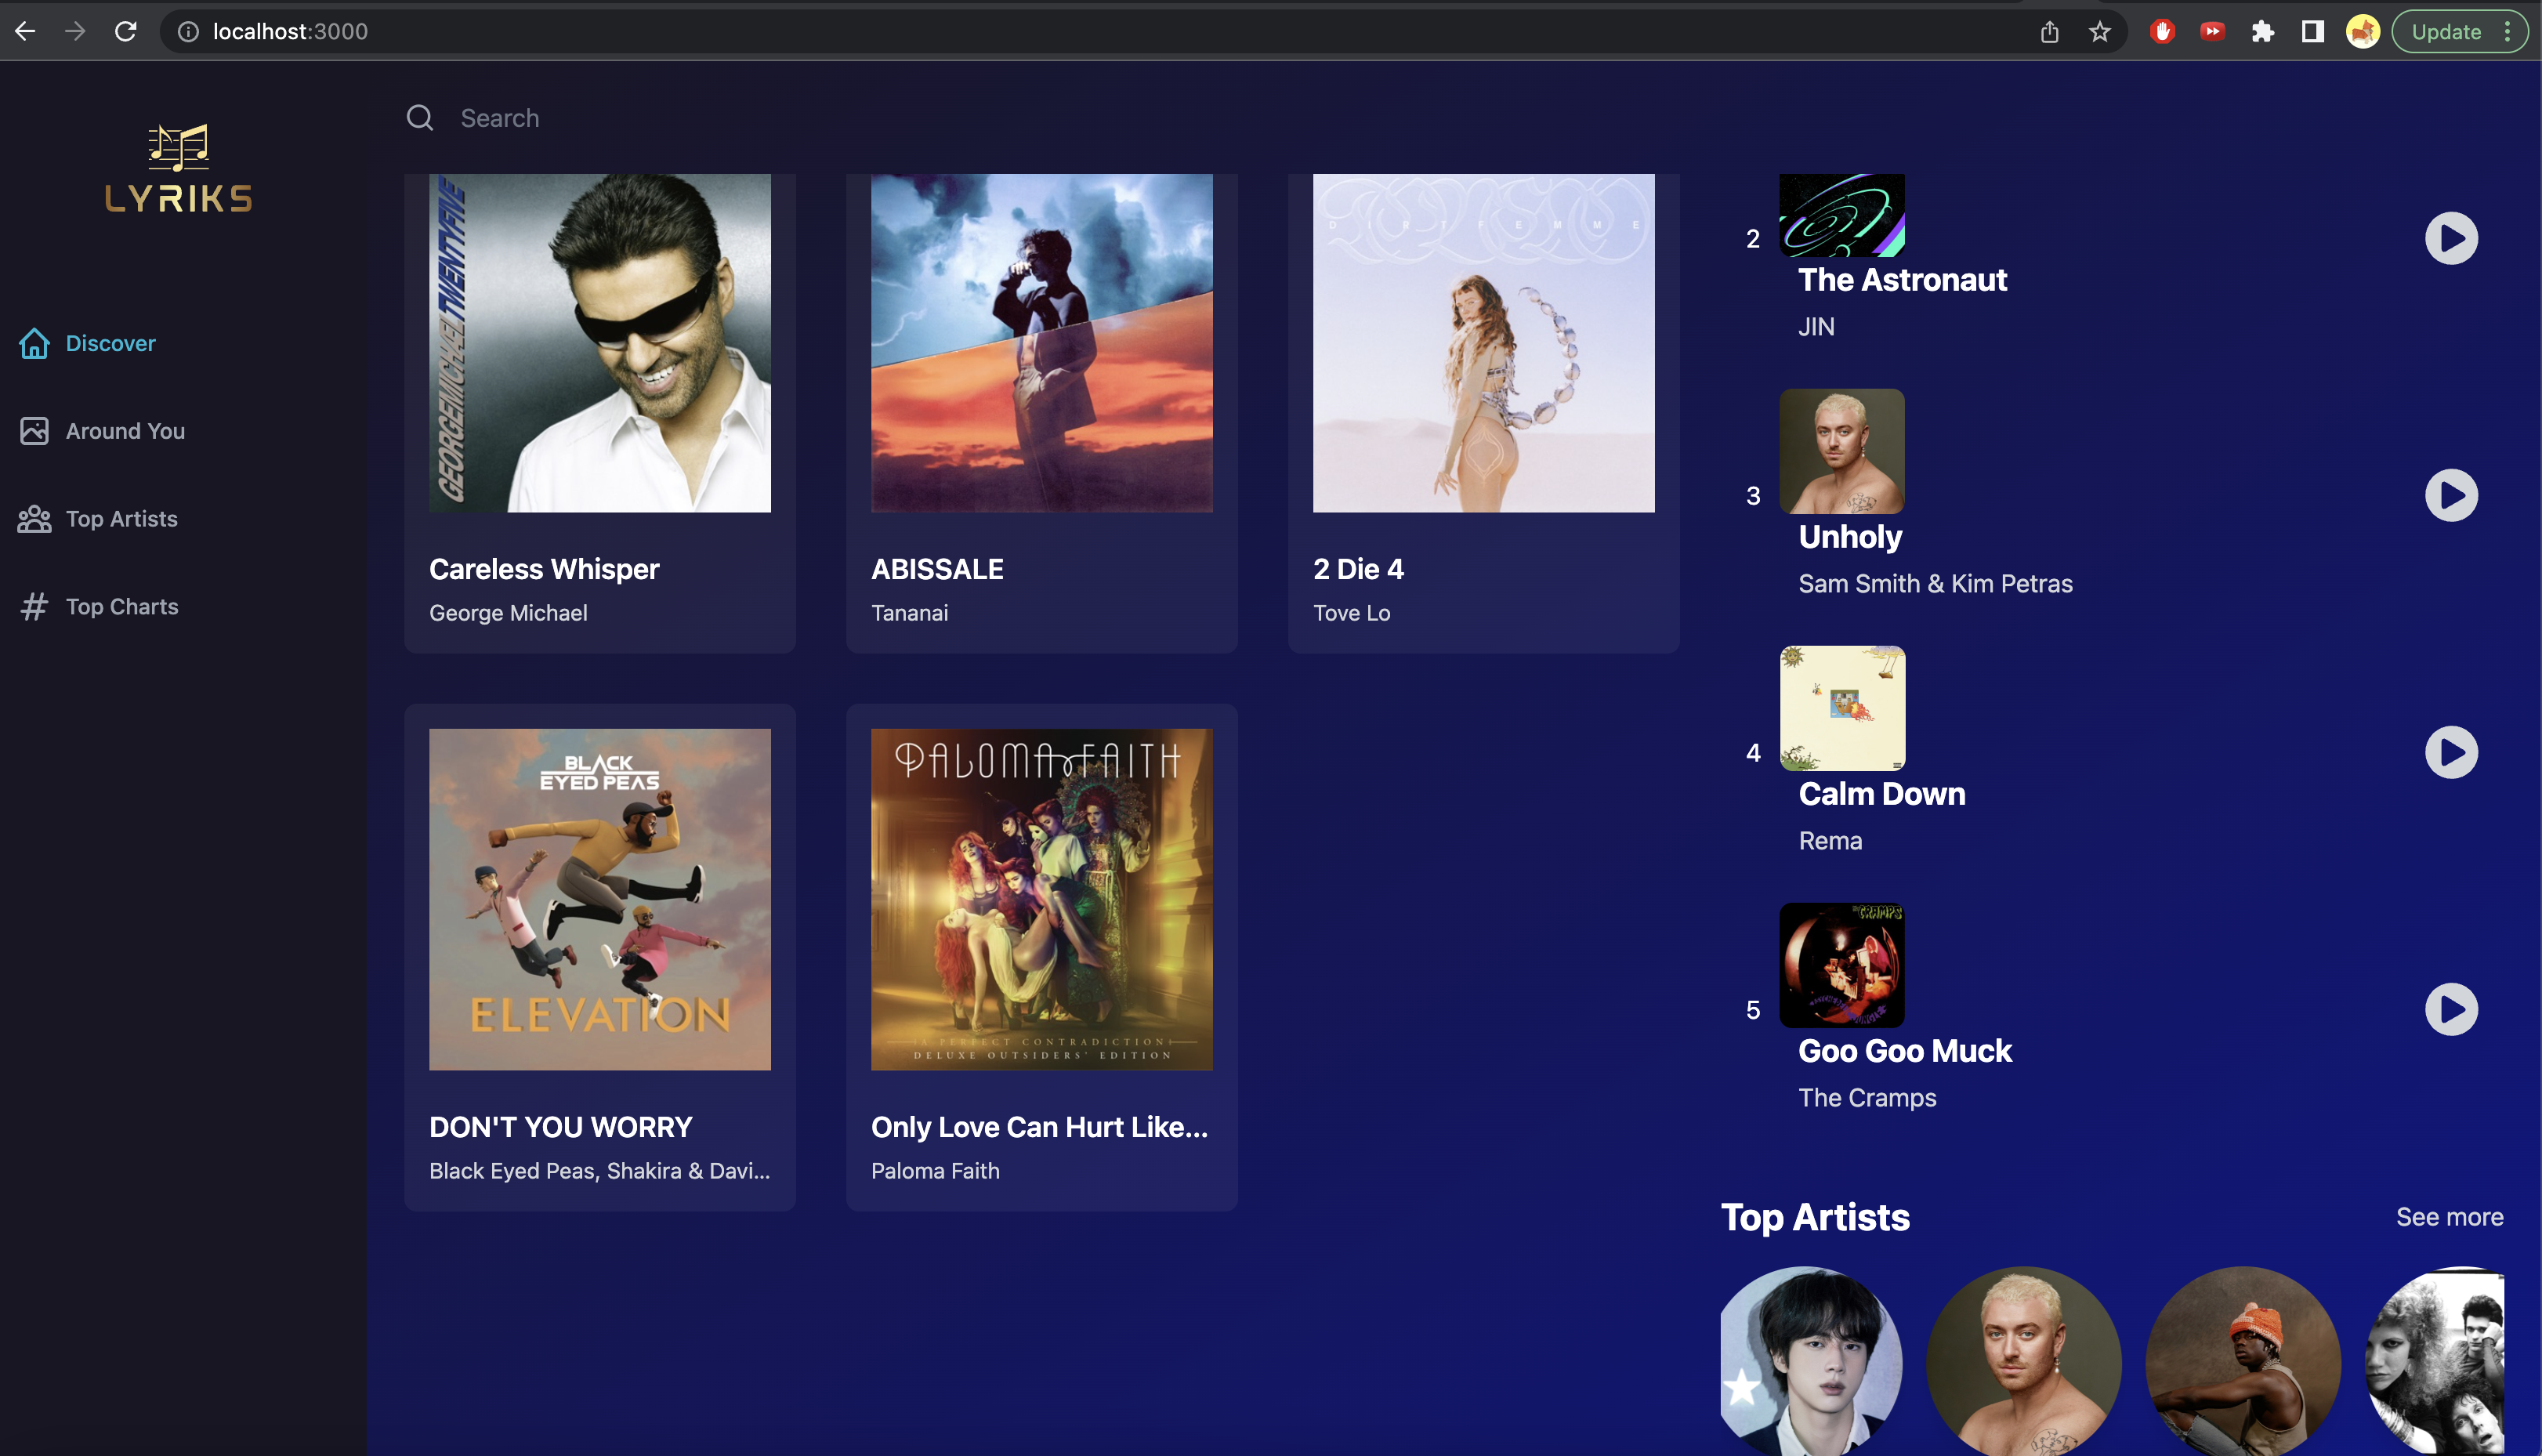 localhost:3000
Update
LYRIKS
Search
Discover
Around You
Top Artists
Top Charts
GEORGEMICHAELTWENTYFIVE
Careless Whisper
George Michael
ABISSALE
Tananai
DIRT FEMME
2 Die 4
Tove Lo
BLACK
EYED PEAS
ELEVATION
DON'T YOU WORRY
Black Eyed Peas, Shakira & Davi...
PALOMA FAITH
A PERFECT CONTRADICTION
DELUXE OUTSIDERS' EDITION
Only Love Can Hurt Like...
Paloma Faith
2
The Astronaut
JIN
3
Unholy
Sam Smith & Kim Petras
4
Calm Down
Rema
5
CRAMPS
Goo Goo Muck
The Cramps
Top Artists
See more